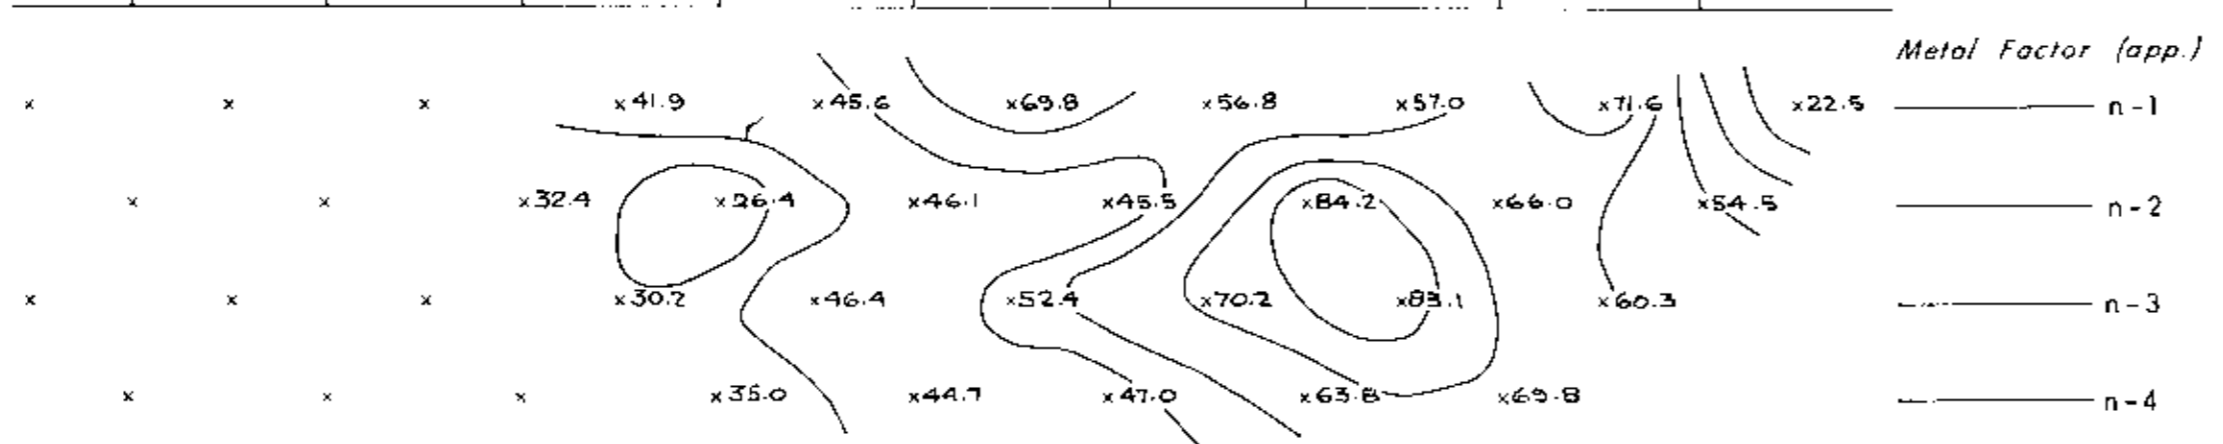 Metal Factor (app.)
x x x x41.9 x45.6 x69.8 x56.8 x57.0 x71.6 x22.5 n-1
x x x32.4 x26.4 x46.1 x45.5 x84.2 x66.0 x54.5 n-2
x x x x30.2 x46.4 x52.4 x70.2 x83.1 x60.3 n-3
x x x x35.0 x44.7 x47.0 x63.8 x69.8 n-4